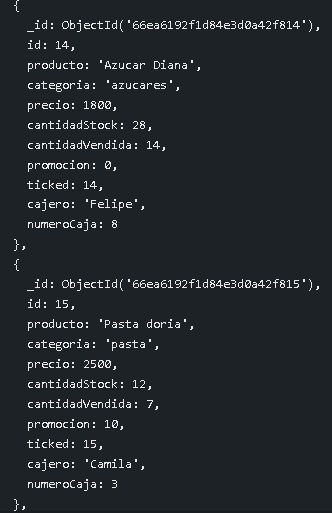 {
_id: ObjectId('66ea6192f1d84e3d0a42f814'),
id: 14,
producto: 'Azucar Diana',
categoria: 'azucares',
precio: 1800,
cantidadStock: 28,
cantidadVendida: 14,
promocion: 0,
ticked: 14,
cajero: 'Felipe',
numeroCaja: 8
},
{
_id: ObjectId('66ea6192f1d84e3d0a42f815'),
id: 15,
producto: 'Pasta doria',
categoria: 'pasta',
precio: 2500,
cantidadStock: 12,
cantidadVendida: 7,
promocion: 10,
ticked: 15,
cajero: 'Camila',
numeroCaja: 3
},